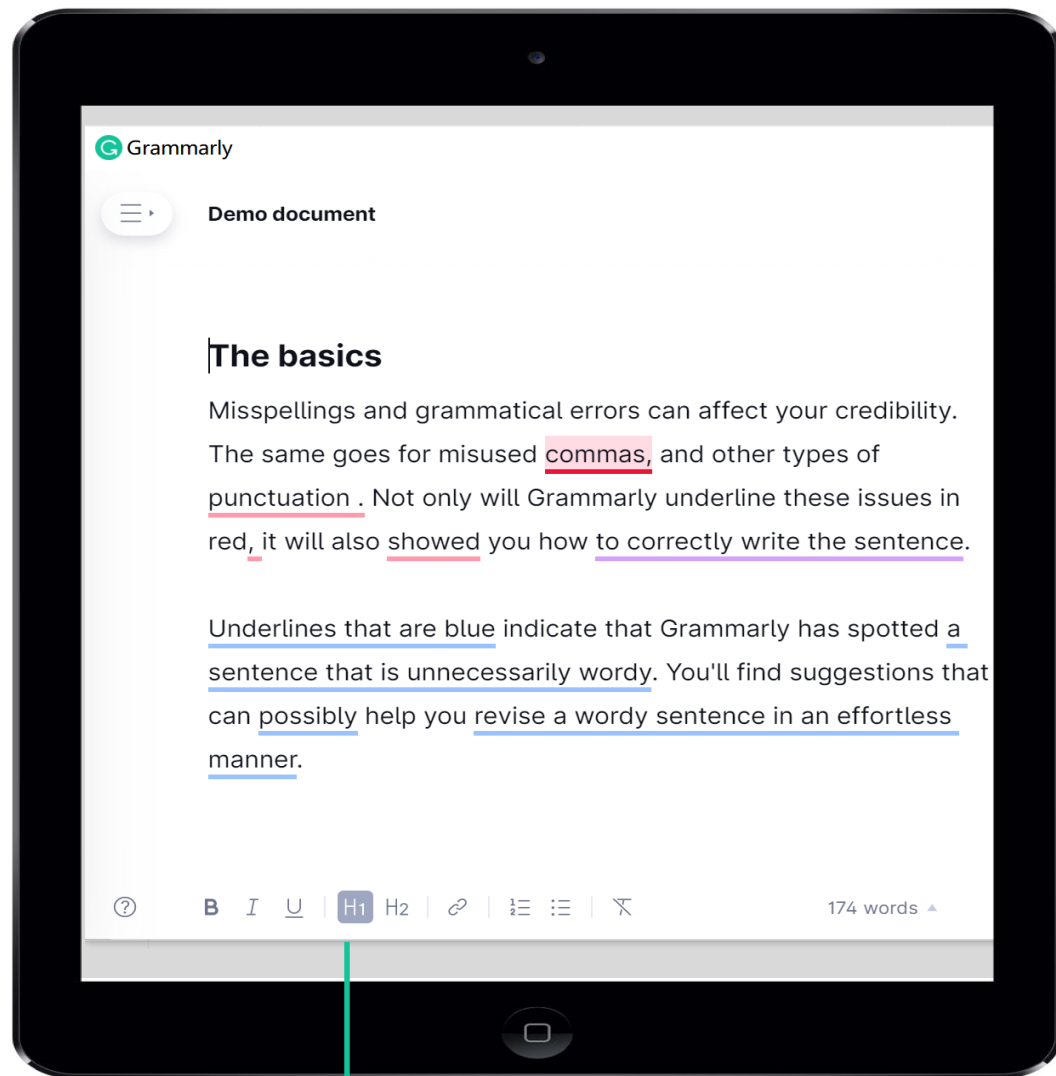 Grammarly
Demo document
The basics
Misspellings and grammatical errors can affect your credibility.
The same goes for misused commas, and other types of
punctuation . Not only will Grammarly underline these issues in
red, it will also showed you how to correctly write the sentence.
Underlines that are blue indicate that Grammarly has spotted a
sentence that is unnecessarily wordy. You'll find suggestions that
can possibly help you revise a wordy sentence in an effortless
manner.
B I U H1 H2 174 words